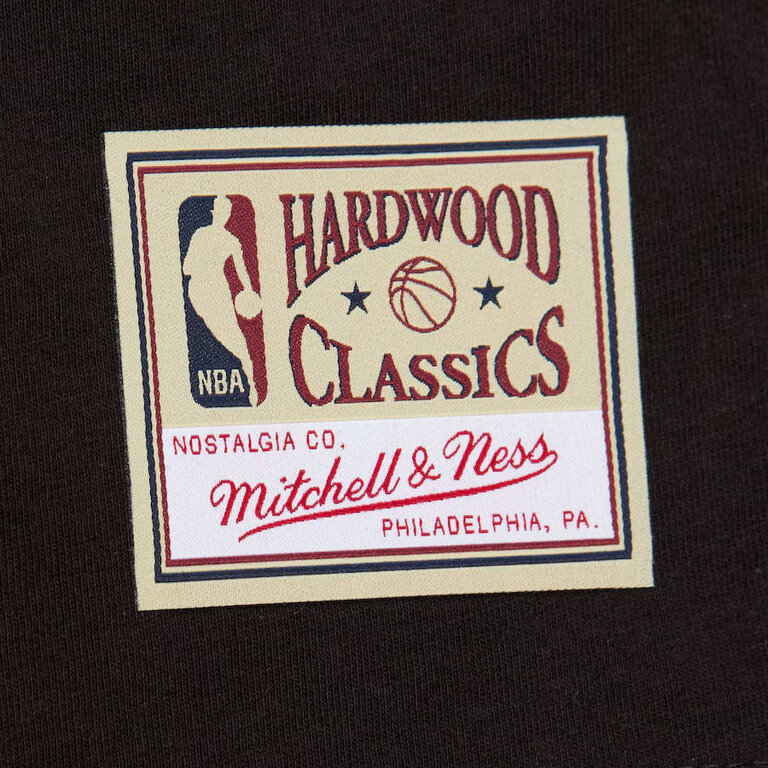 HARDWOOD
NBA
CLASSICS
NOSTALGIA CO.
Mitchell & Ness
PHILADELPHIA, PA.